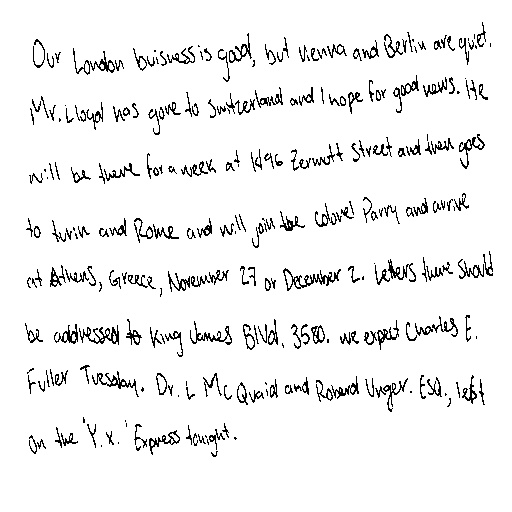 Our London buisness is good, but Vienna and Berlin are quiet.
Mr. Lloyd has gone to Switzerland and I hope for good news. He
will be there for a week at 1496 Zermott Street and then goes
to turin and Rome and will join the colonel Parry and arrive
at Athens, Greece, November 27 or December 2. Letters there should
be addressed to King James Blvd. 3580. we expect Charles E.
Fuller Tuesday. Dr. L McQuaid and Roberd Unger. ESQ., left
on the 'Y.X.' Express tonight.